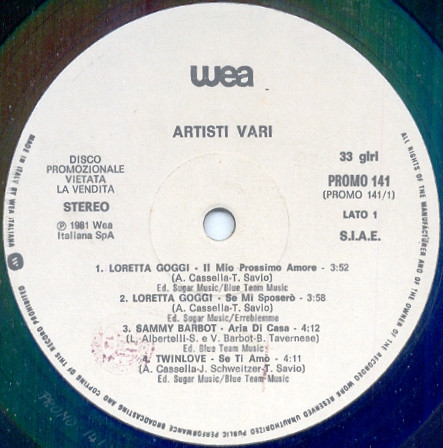 wea
ARTISTI VARI
DISCO
PROMOZIONALE
VIETATA
LA VENDITA
STEREO
℗ 1981 Wea
Italiana SpA
33 giri
PROMO 141
(PROMO 141/1)
LATO 1
S.I.A.E.
1. LORETTA GOGGI - Il Mio Prossimo Amore - 3:52
(A. Cassella-T. Savio)
Ed. Sugar Music/Blue Team Music
2. LORETTA GOGGI - Se Mi Sposerò - 3:58
(A. Cassella-T. Savio)
Ed. Sugar Music/Erreblemme
3. SAMMY BARBOT - Aria Di Casa - 4:12
(L. Albertelli-S. e V. Barbot-B. Tavernese)
Ed. Blue Team Music
4. TWINLOVE - Se Ti Amo - 4:11
(A. Cassella-J. Schweitzer-T. Savio)
Ed. Sugar Music/Blue Team Music
ALL RIGHTS OF THE MANUFACTURER AND OF THE OWNER OF THE RECORDED WORK RESERVED UNAUTHORIZED PUBLIC PERFORMANCE BROADCASTING AND COPYING OF THIS RECORD PROHIBITED
W
MADE IN ITALY BY WEA ITALIANA